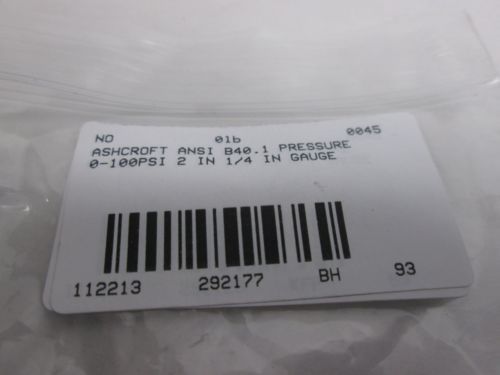 NO 01b 0045
ASHCROFT ANSI B40.1 PRESSURE
0-100PSI 2 IN 1/4 IN GAUGE
112213 292177 BH 93